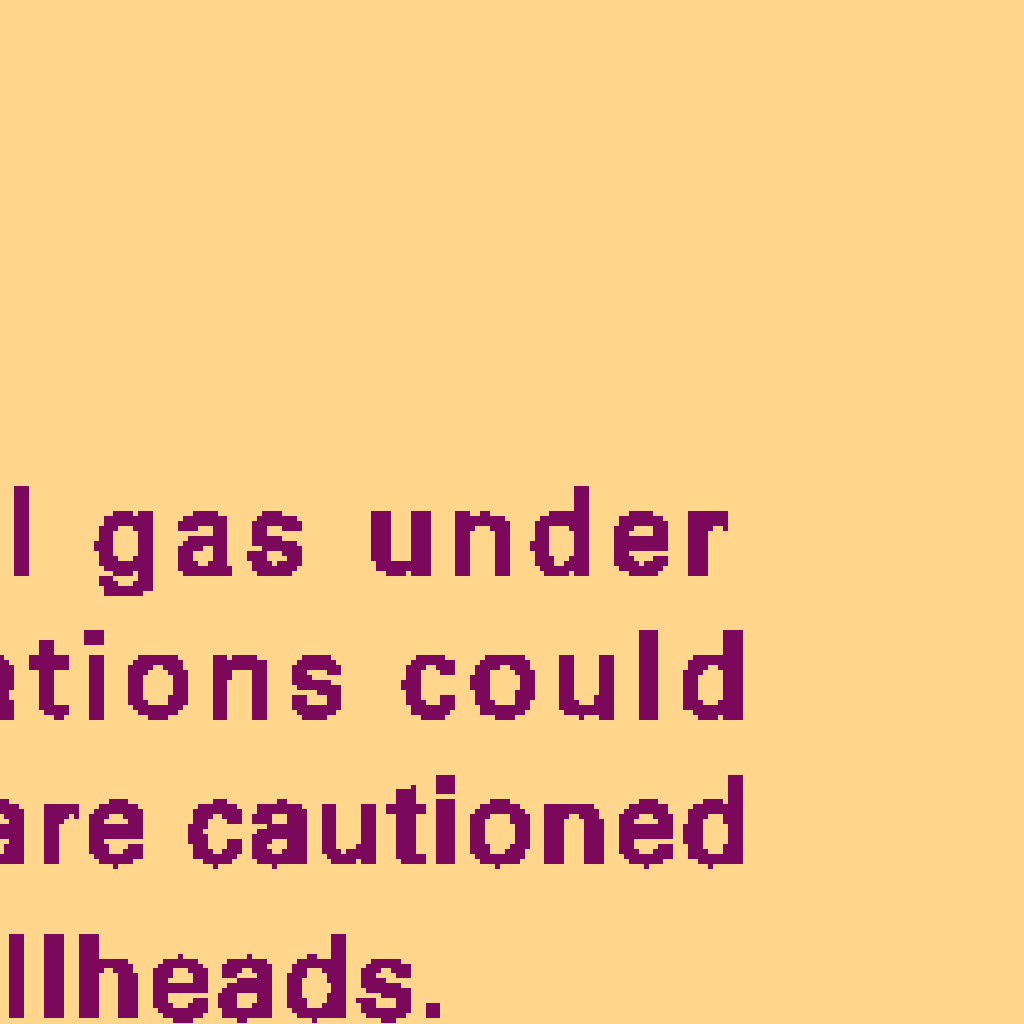 l gas under
ations could
are cautioned
llheads.